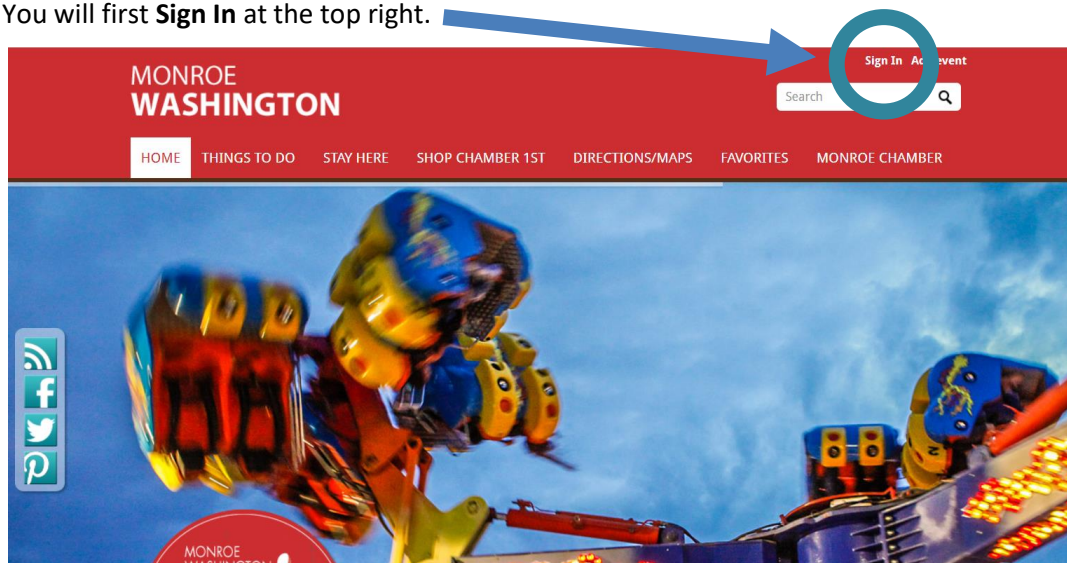 You will first Sign In at the top right.
Sign In
MONROE
WASHINGTON
Search
HOME THINGS TO DO STAY HERE SHOP CHAMBER 1ST DIRECTIONS/MAPS FAVORITES MONROE CHAMBER
MONROE